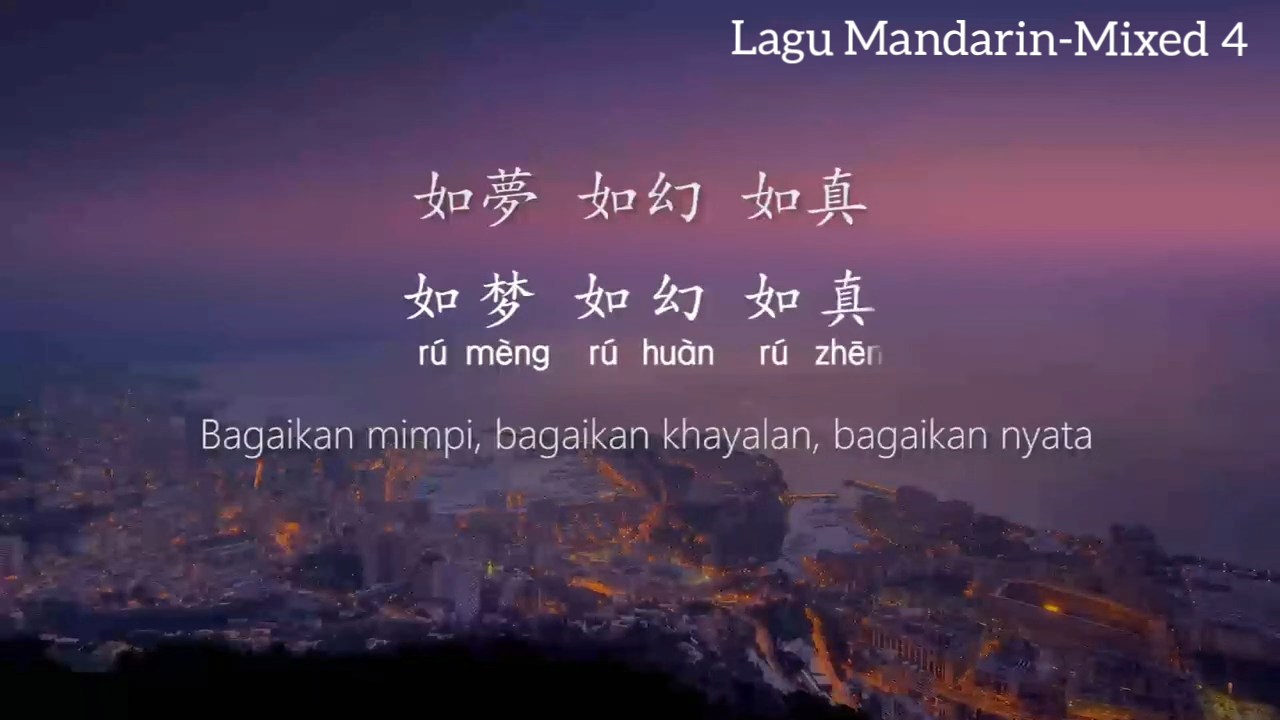 Lagu Mandarin-Mixed 4
如夢 如幻 如真
如梦 如幻 如真
rú mèng rú huàn rú zhēn
Bagaikan mimpi, bagaikan khayalan, bagaikan nyata